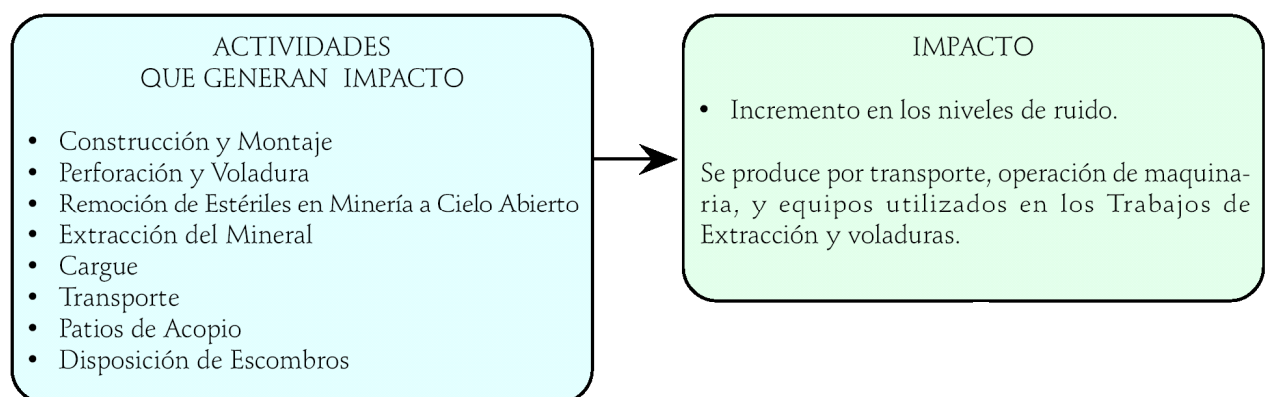 ACTIVIDADES
QUE GENERAN IMPACTO
• Construcción y Montaje
• Perforación y Voladura
• Remoción de Estériles en Minería a Cielo Abierto
• Extracción del Mineral
• Cargue
• Transporte
• Patios de Acopio
• Disposición de Escombros
IMPACTO
• Incremento en los niveles de ruido.
Se produce por transporte, operación de maquina-
ria, y equipos utilizados en los Trabajos de
Extracción y voladuras.